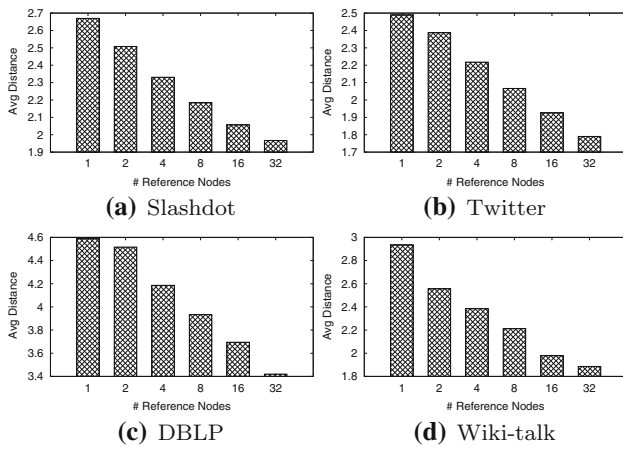 2.7
2.6
2.5
2.4
2.3
2.2
2.1
2
1.9
Avg Distance
1 2 4 8 16 32
# Reference Nodes
(a) Slashdot
2.5
2.4
2.3
2.2
2.1
2
1.9
1.8
1.7
Avg Distance
1 2 4 8 16 32
# Reference Nodes
(b) Twitter
4.6
4.4
4.2
4
3.8
3.6
3.4
Avg Distance
1 2 4 8 16 32
# Reference Nodes
(c) DBLP
3
2.8
2.6
2.4
2.2
2
1.8
Avg Distance
1 2 4 8 16 32
# Reference Nodes
(d) Wiki-talk